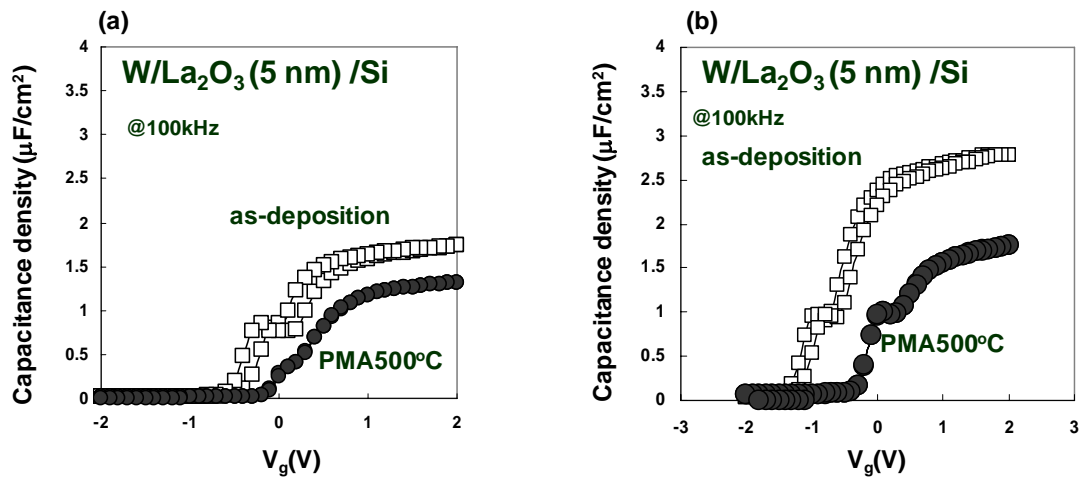 (a)
W/La₂O₃ (5 nm) /Si
@100kHz
as-deposition
PMA500ºC
Capacitance density (μF/cm²)
4
3.5
3
2.5
2
1.5
1
0.5
0
-2
-1
0
1
2
Vg(V)
(b)
W/La₂O₃ (5 nm) /Si
@100kHz
as-deposition
PMA500ºC
Capacitance density (μF/cm²)
4
3.5
3
2.5
2
1.5
1
0.5
0
-3
-2
-1
0
1
2
3
Vg(V)